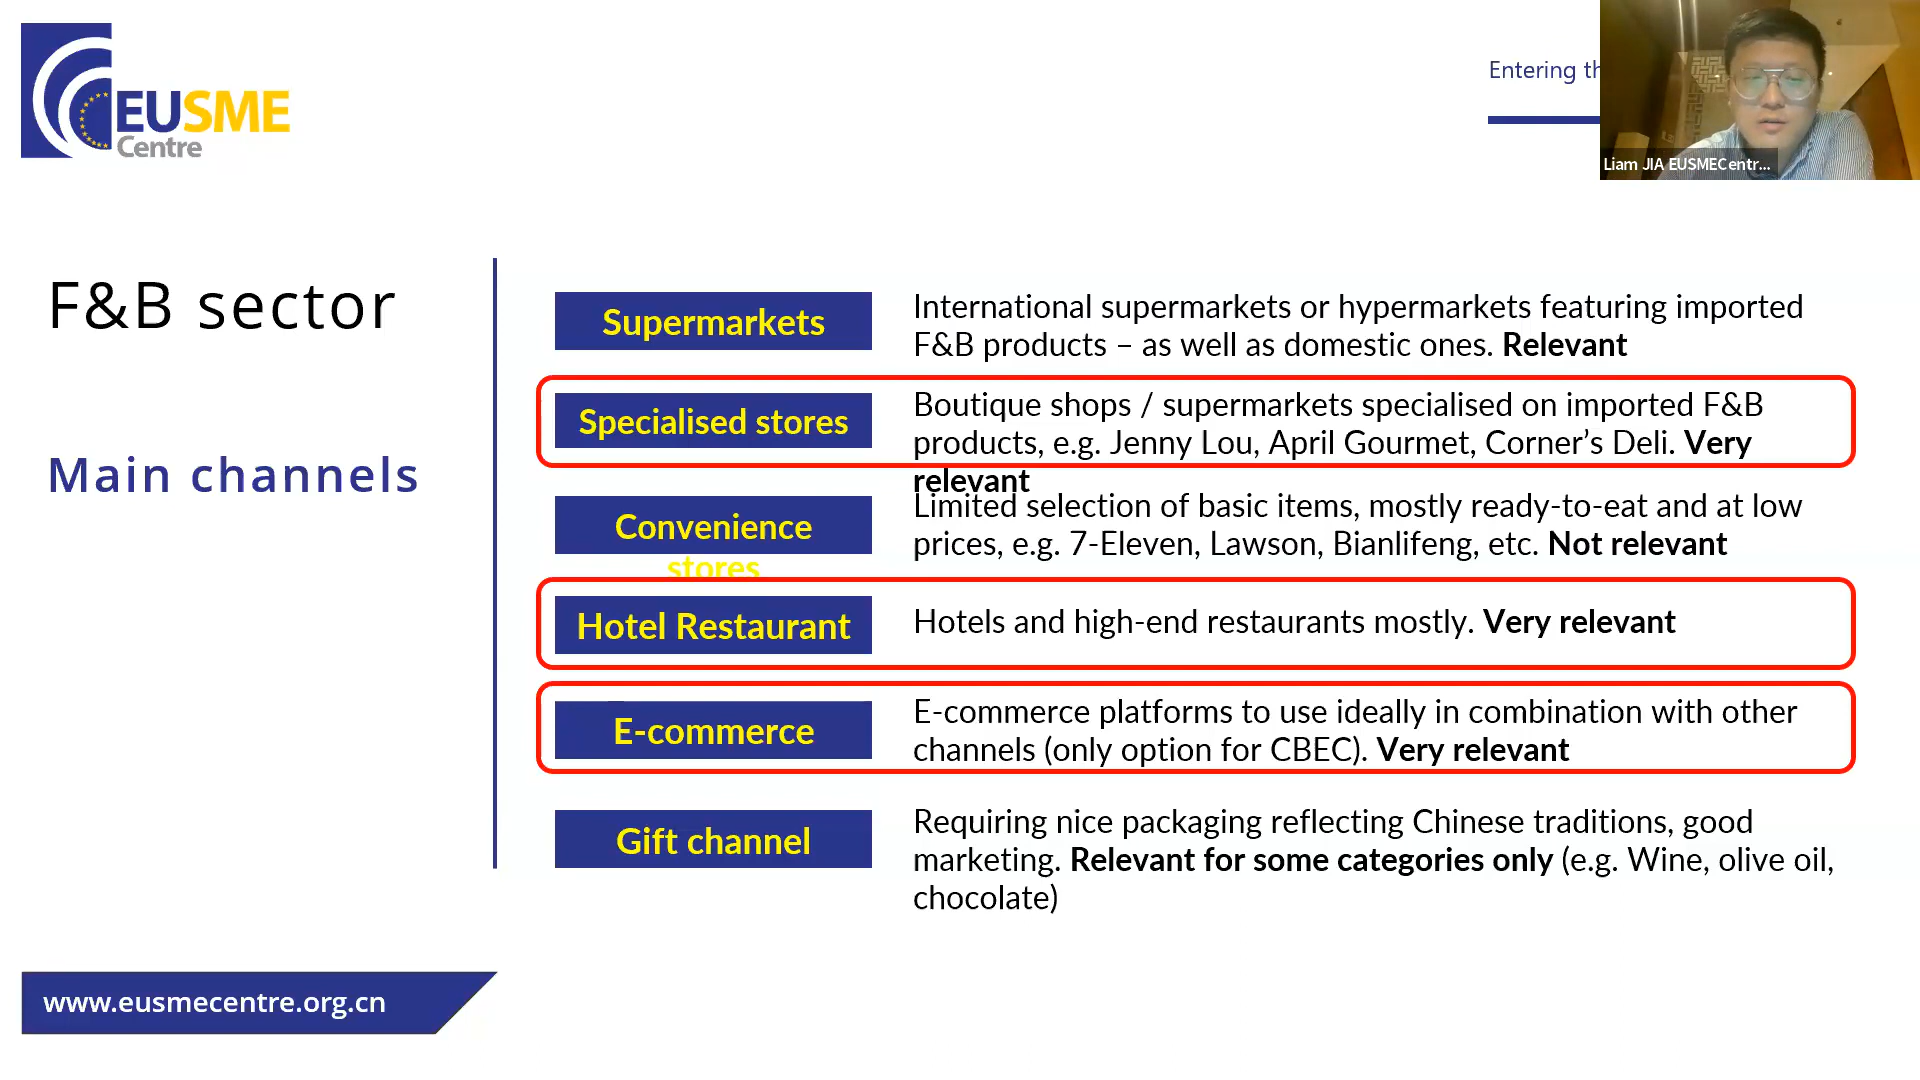 EUSME
Centre
Entering th
Liam JIA EUSMECentr...
F&B sector
Main channels
Supermarkets
International supermarkets or hypermarkets featuring imported
F&B products – as well as domestic ones. Relevant
Specialised stores
Boutique shops / supermarkets specialised on imported F&B
products, e.g. Jenny Lou, April Gourmet, Corner’s Deli. Very
relevant
Convenience
stores
Limited selection of basic items, mostly ready-to-eat and at low
prices, e.g. 7-Eleven, Lawson, Bianlifeng, etc. Not relevant
Hotel Restaurant
Hotels and high-end restaurants mostly. Very relevant
E-commerce
E-commerce platforms to use ideally in combination with other
channels (only option for CBEC). Very relevant
Gift channel
Requiring nice packaging reflecting Chinese traditions, good
marketing. Relevant for some categories only (e.g. Wine, olive oil,
chocolate)
www.eusmecentre.org.cn